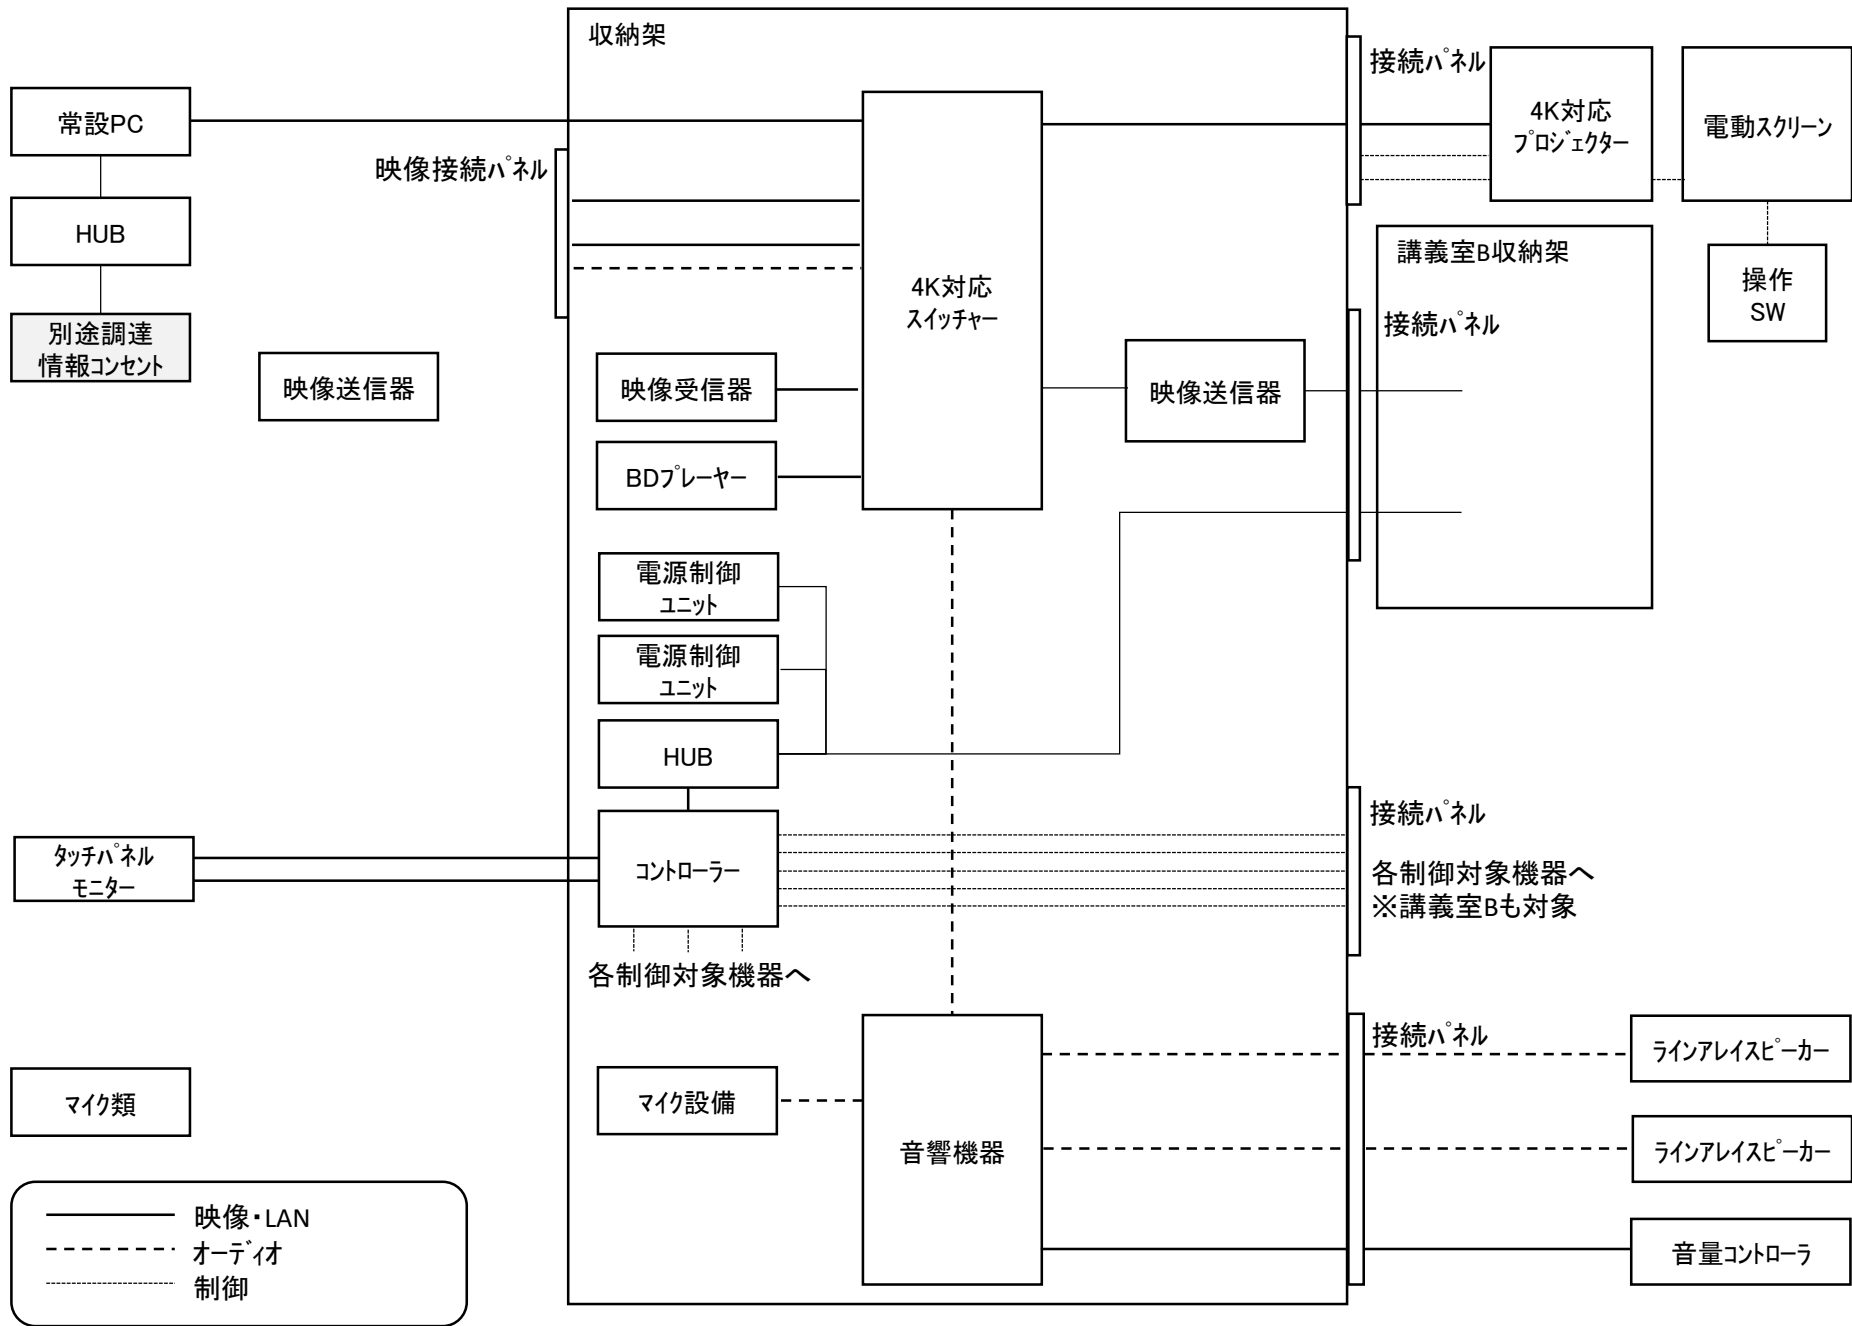 収納架
接続ﾊﾟﾈﾙ
4K対応
ﾌﾟﾛｼﾞｪｸﾀｰ
電動ｽｸﾘｰﾝ
常設PC
映像接続ﾊﾟﾈﾙ
HUB
講義室B収納架
操作
SW
4K対応
ｽｲｯﾁｬｰ
接続ﾊﾟﾈﾙ
別途調達
情報ｺﾝｾﾝﾄ
映像送信器
映像受信器
映像送信器
BDﾌﾟﾚｰﾔｰ
電源制御
ﾕﾆｯﾄ
電源制御
ﾕﾆｯﾄ
HUB
接続ﾊﾟﾈﾙ
ﾀｯﾁﾊﾟﾈﾙ
ﾓﾆﾀｰ
ｺﾝﾄﾛｰﾗｰ
各制御対象機器へ
※講義室Bも対象
各制御対象機器へ
接続ﾊﾟﾈﾙ
ﾗｲﾝｱﾚｲｽﾋﾟｰｶｰ
ﾏｲｸ類
ﾏｲｸ設備
音響機器
ﾗｲﾝｱﾚｲｽﾋﾟｰｶｰ
映像・LAN
ｵｰﾃﾞｨｵ
制御
音量ｺﾝﾄﾛｰﾗ